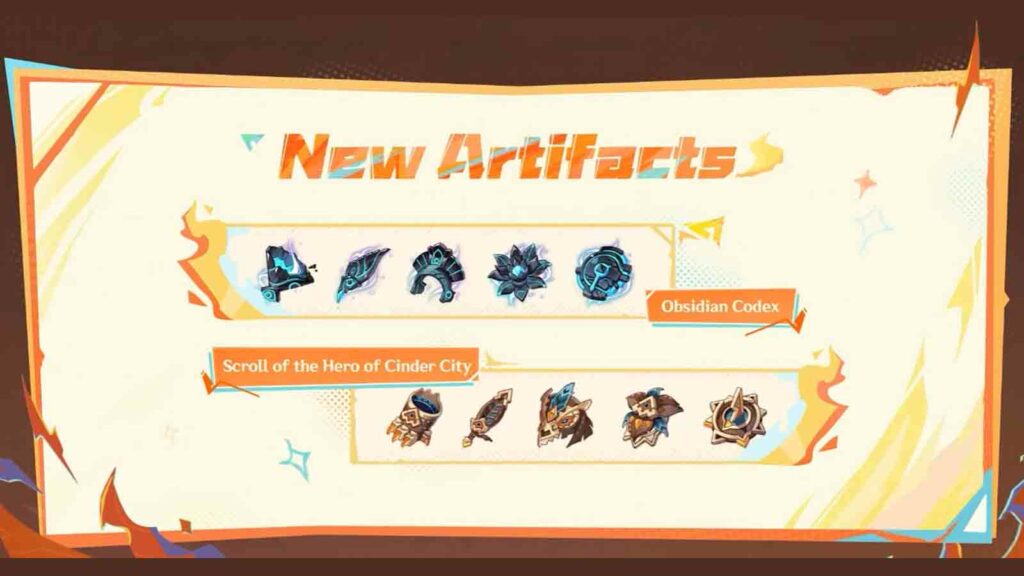 New Artifacts
Obsidian Codex
Scroll of the Hero of Cinder City